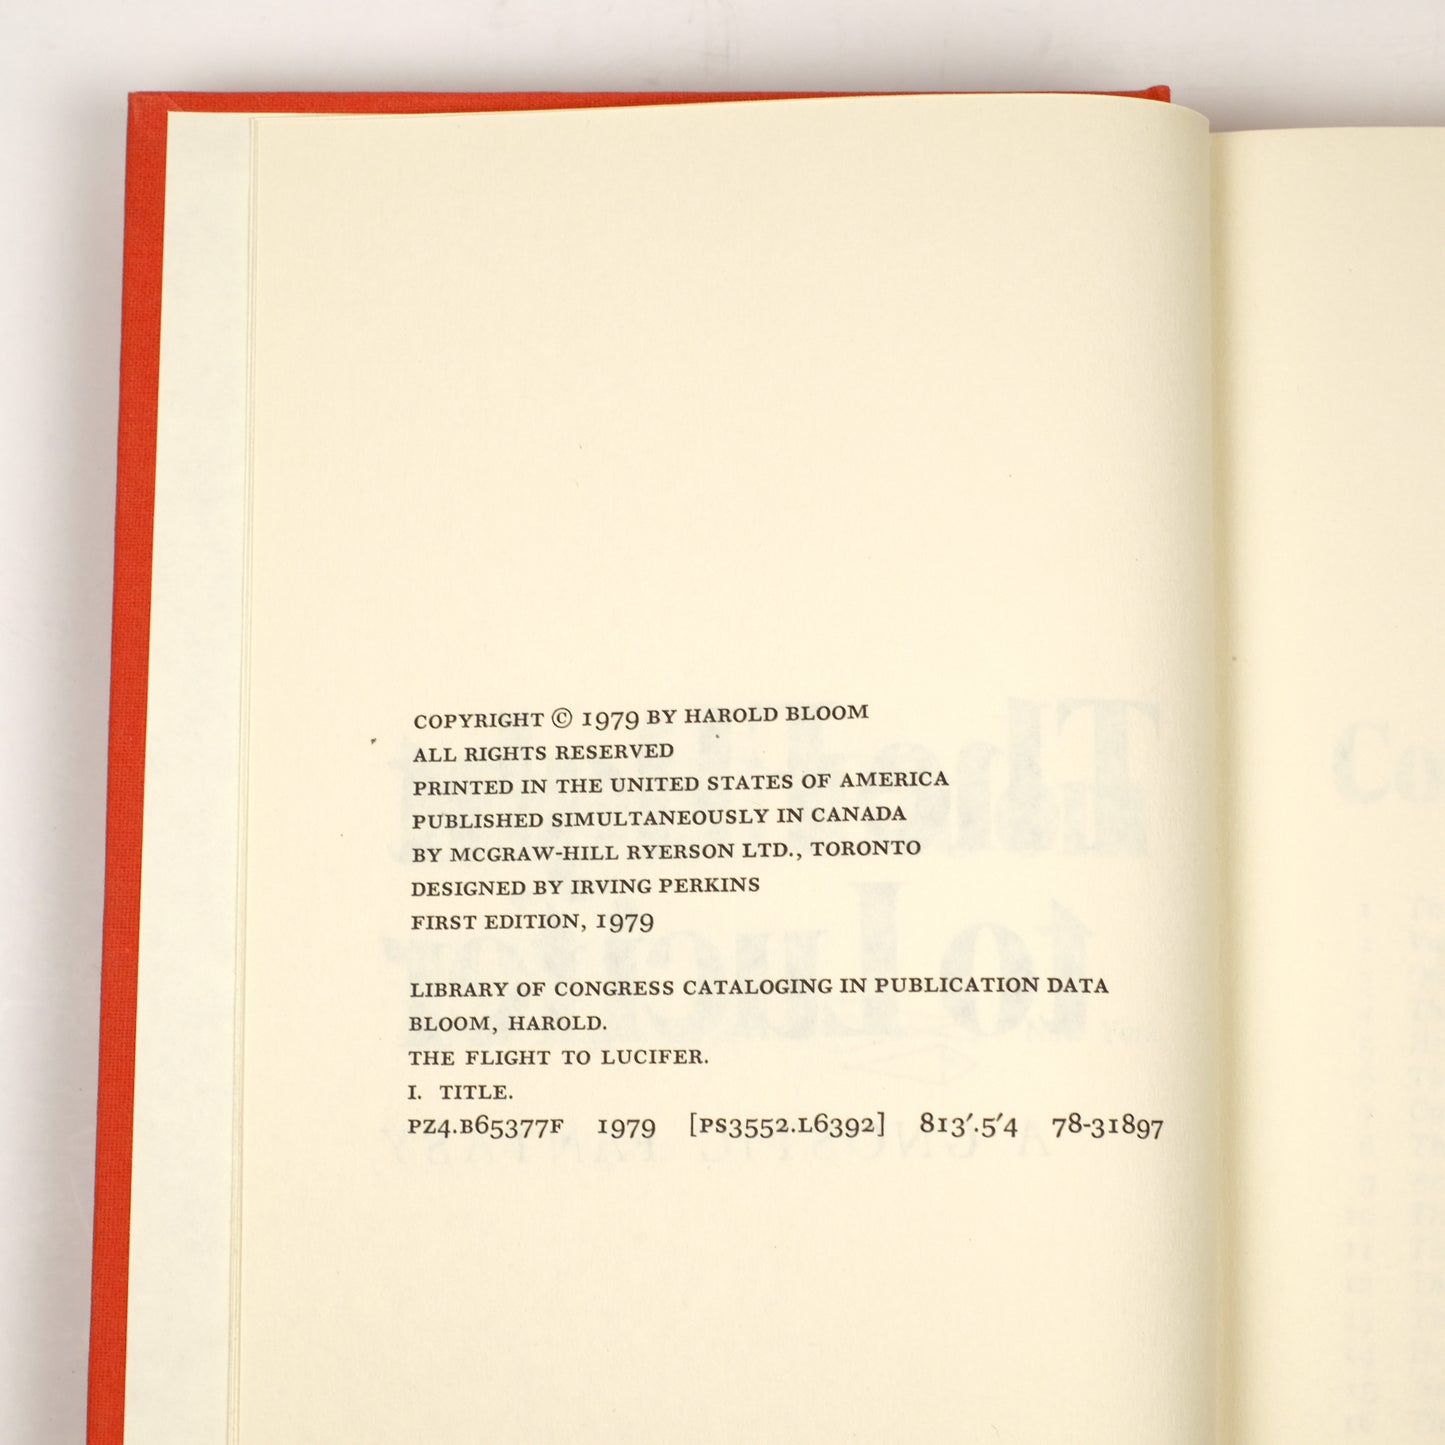 COPYRIGHT © 1979 BY HAROLD BLOOM
ALL RIGHTS RESERVED
PRINTED IN THE UNITED STATES OF AMERICA
PUBLISHED SIMULTANEOUSLY IN CANADA
BY MCGRAW-HILL RYERSON LTD., TORONTO
DESIGNED BY IRVING PERKINS
FIRST EDITION, 1979
LIBRARY OF CONGRESS CATALOGING IN PUBLICATION DATA
BLOOM, HAROLD.
THE FLIGHT TO LUCIFER.
I. TITLE.
PZ4.B65377F 1979 [PS3552.L6392] 813'.5'4 78-31897